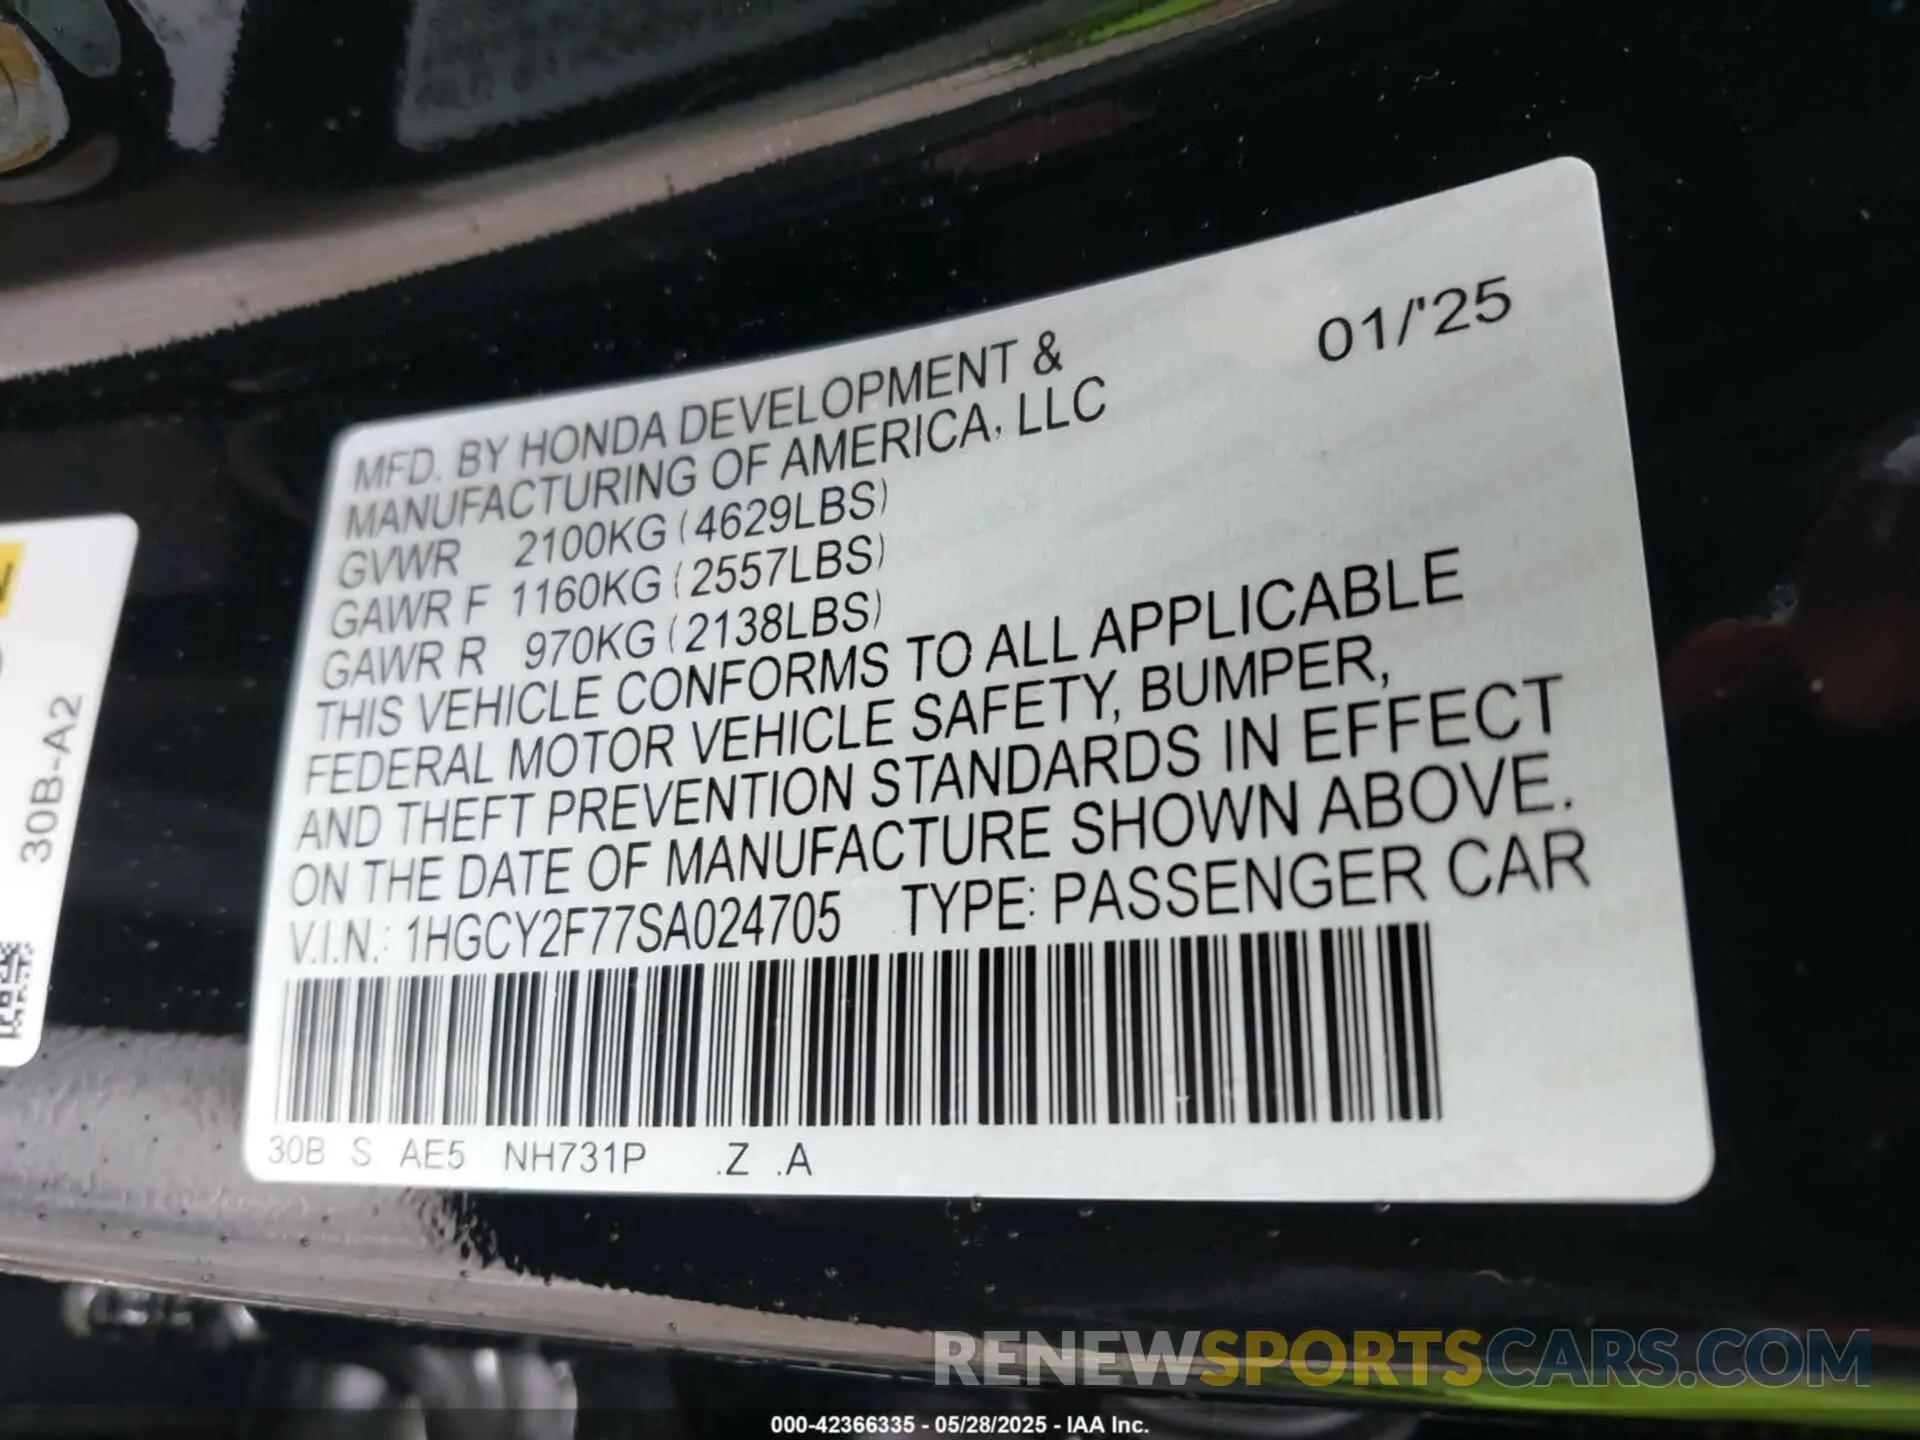 01/'25
MFD. BY HONDA DEVELOPMENT &
MANUFACTURING OF AMERICA, LLC
GVWR 2100KG (4629LBS)
GAWR F 1160KG (2557LBS)
GAWR R 970KG (2138LBS)
THIS VEHICLE CONFORMS TO ALL APPLICABLE
FEDERAL MOTOR VEHICLE SAFETY, BUMPER,
AND THEFT PREVENTION STANDARDS IN EFFECT
ON THE DATE OF MANUFACTURE SHOWN ABOVE.
V.I.N.: 1HGCY2F77SA024705 TYPE: PASSENGER CAR
30B S AE5 NH731P .Z .A
30B-A2
RENEWSPORTSCARS.COM
000-42366335 - 05/28/2025 - IAA Inc.